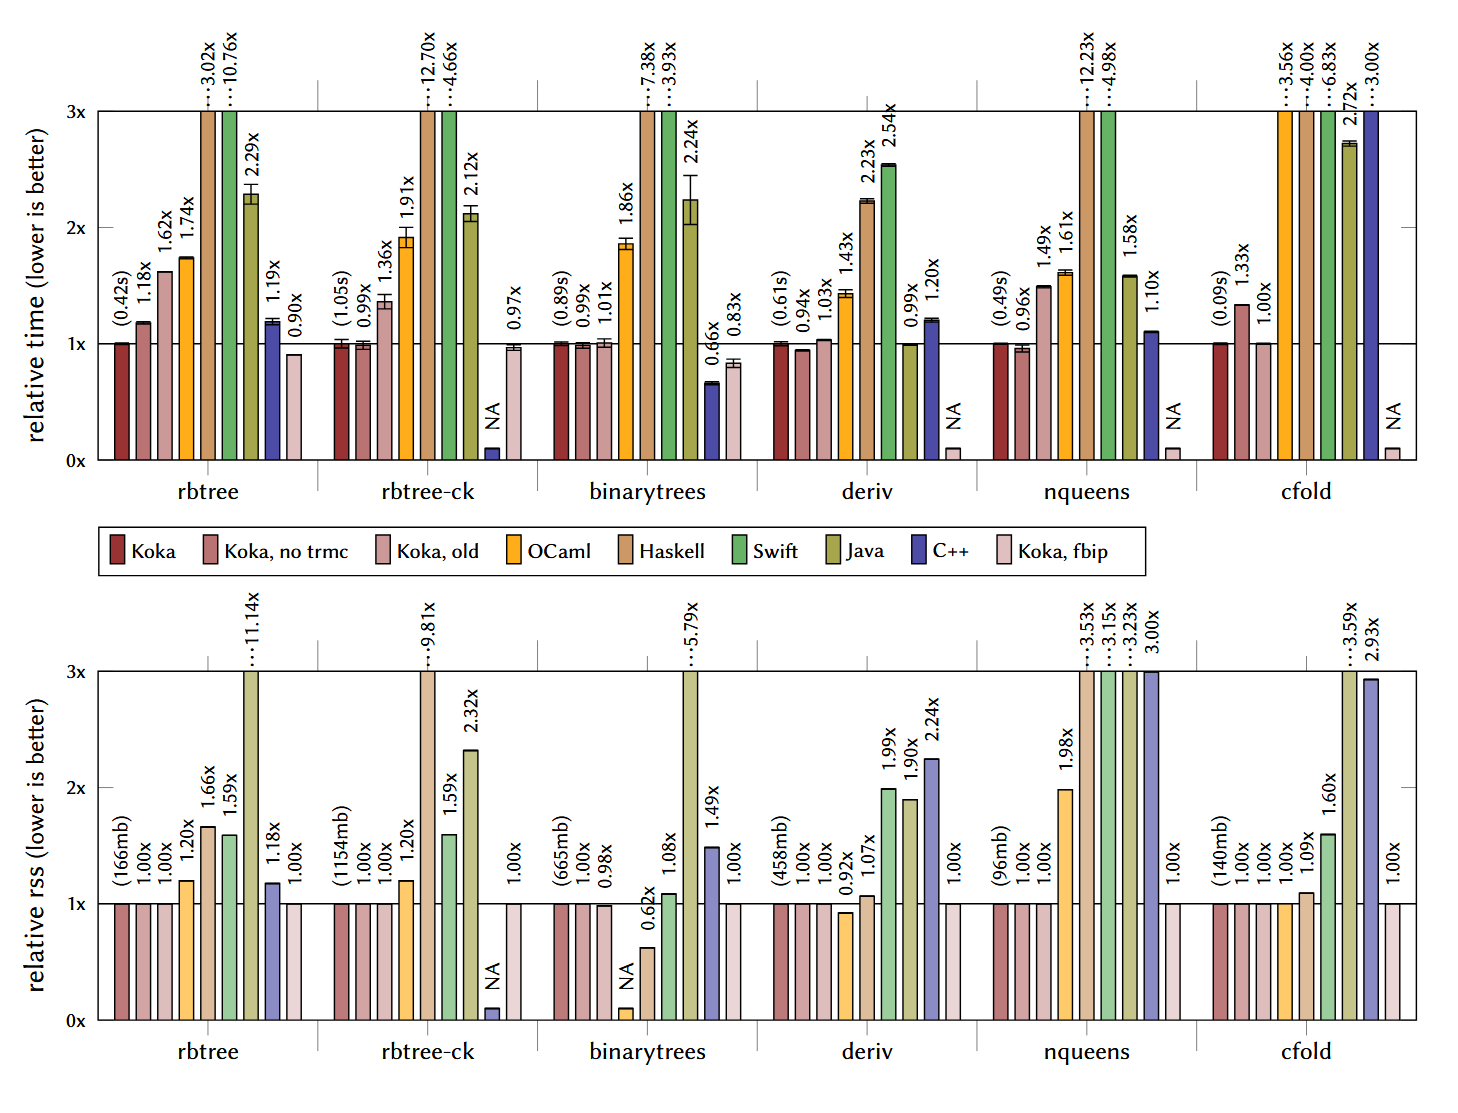 relative time (lower is better)
3x
2x
1x
0x
(0.42s) 1.18x 1.62x 1.74x ···3.02x ···10.76x 2.29x 1.19x 0.90x
(1.05s) 0.99x 1.36x 1.91x ···12.70x ···4.66x 2.12x NA 0.97x
(0.89s) 0.99x 1.01x 1.86x ···7.38x ···3.93x 2.24x 0.66x 0.83x
(0.61s) 0.94x 1.03x 1.43x 2.23x 2.54x 0.99x 1.20x NA
(0.49s) 0.96x 1.49x 1.61x ···12.23x ···4.98x 1.58x 1.10x NA
(0.09s) 1.33x 1.00x ···3.56x ···4.00x ···6.83x 2.72x ···3.00x NA
rbtree rbtree-ck binarytrees deriv nqueens cfold
Koka Koka, no trmc Koka, old OCaml Haskell Swift Java C++ Koka, fbip
relative rss (lower is better)
3x
2x
1x
0x
(166mb) 1.00x 1.00x 1.20x 1.66x 1.59x ···11.14x 1.18x 1.00x
(1154mb) 1.00x 1.00x 1.20x ···9.81x 1.59x 2.32x NA 1.00x
(665mb) 1.00x 0.98x NA 0.62x 1.08x ···5.79x 1.49x 1.00x
(458mb) 1.00x 1.00x 0.92x 1.07x 1.99x 1.90x 2.24x 1.00x
(96mb) 1.00x 1.00x 1.98x ···3.53x ···3.15x ···3.23x 3.00x 1.00x
(140mb) 1.00x 1.00x 1.00x 1.09x 1.60x ···3.59x 2.93x 1.00x
rbtree rbtree-ck binarytrees deriv nqueens cfold